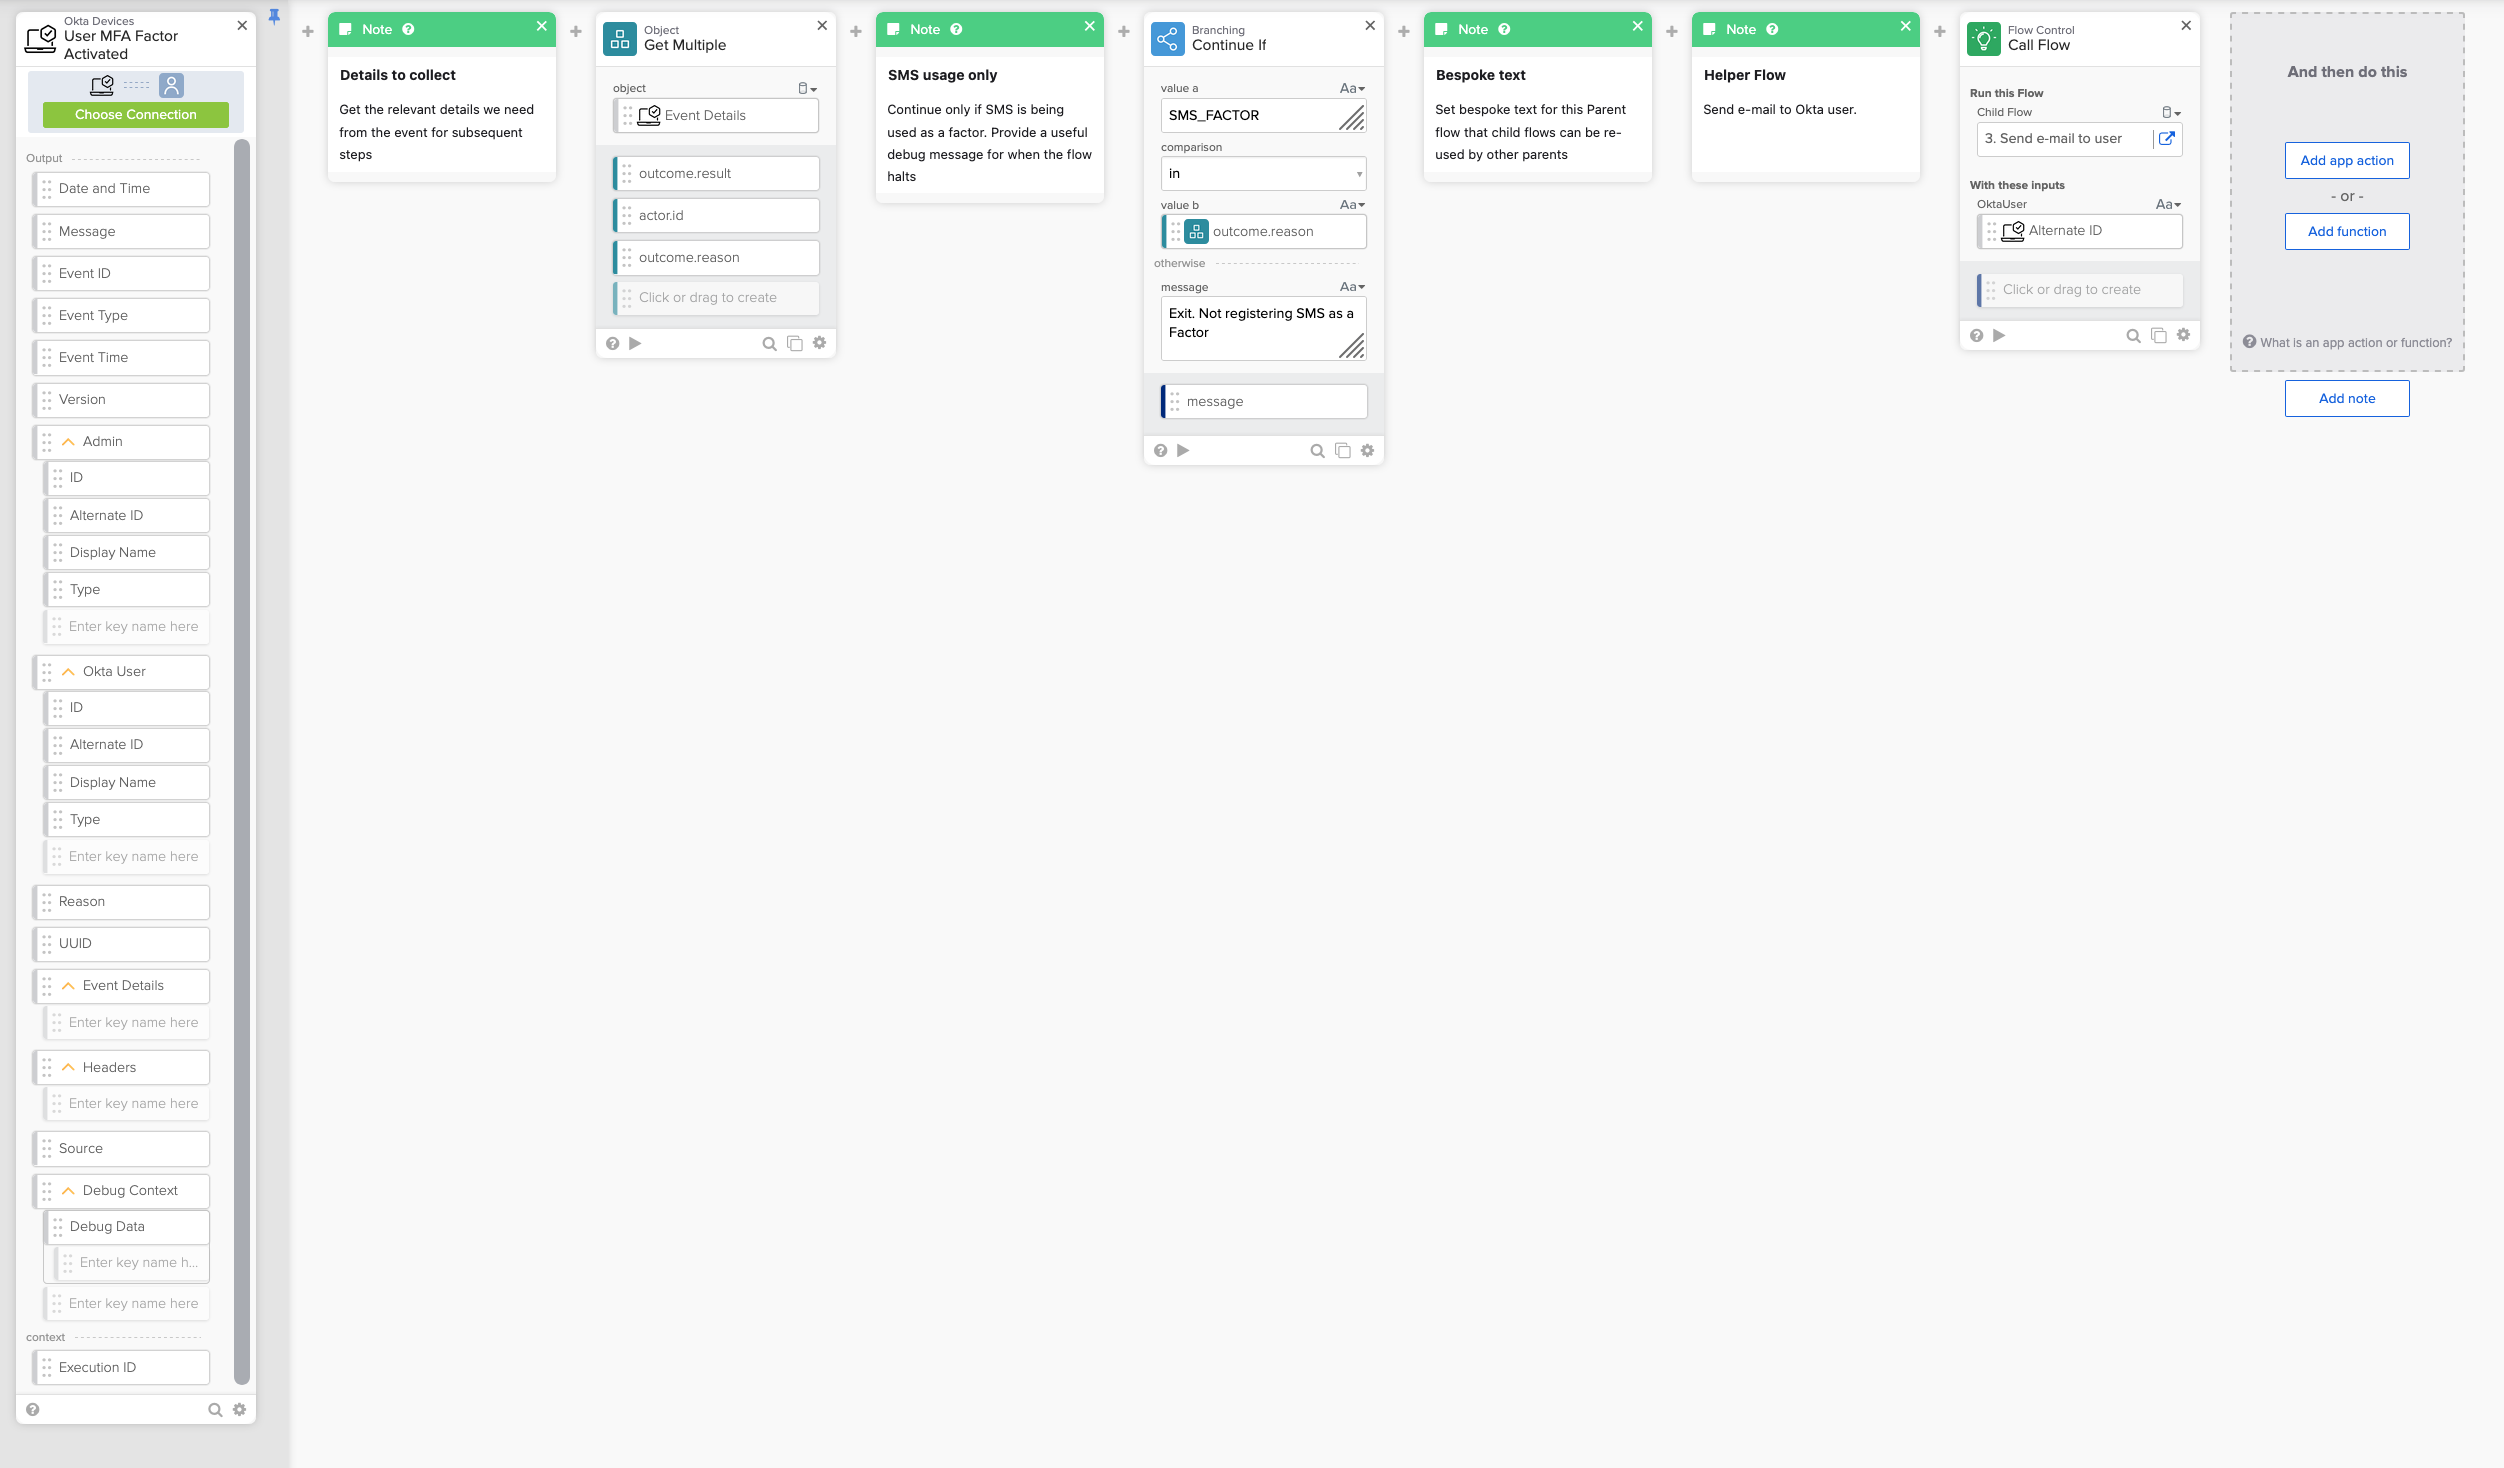 Okta Devices
User MFA Factor
Activated
Choose Connection
Output
Date and Time
Message
Event ID
Event Type
Event Time
Version
Admin
ID
Alternate ID
Display Name
Type
Enter key name here
Okta User
ID
Alternate ID
Display Name
Type
Enter key name here
Reason
UUID
Event Details
Enter key name here
Headers
Enter key name here
Source
Debug Context
Debug Data
Enter key name h...
Enter key name here
context
Execution ID
Note
Details to collect
Get the relevant details we need
from the event for subsequent
steps
Object
Get Multiple
object
Event Details
outcome.result
actor.id
outcome.reason
Click or drag to create
Note
SMS usage only
Continue only if SMS is being
used as a factor. Provide a useful
debug message for when the flow
halts
Branching
Continue If
value a Aa
SMS_FACTOR
comparison
in
value b Aa
outcome.reason
otherwise
message Aa
Exit. Not registering SMS as a
Factor
message
Note
Bespoke text
Set bespoke text for this Parent
flow that child flows can be re-
used by other parents
Note
Helper Flow
Send e-mail to Okta user.
Flow Control
Call Flow
Run this Flow
Child Flow
3. Send e-mail to user
With these inputs
OktaUser Aa
Alternate ID
Click or drag to create
And then do this
Add app action
- or -
Add function
What is an app action or function?
Add note